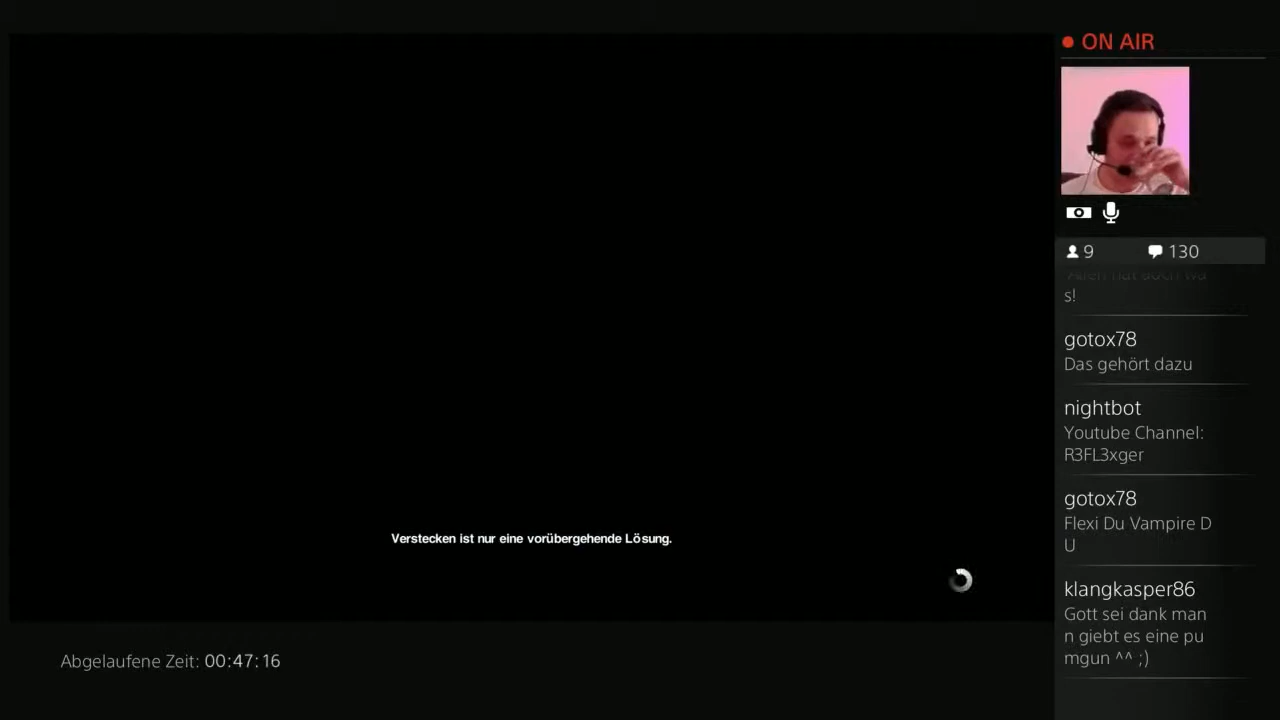 ON AIR
9 130
s!
gotox78
Das gehört dazu
nightbot
Youtube Channel:
R3FL3xger
gotox78
Flexi Du Vampire D
U
klangkasper86
Gott sei dank man
n giebt es eine pu
mgun ^^ ;)
Verstecken ist nur eine vorübergehende Lösung.
Abgelaufene Zeit: 00:47:16